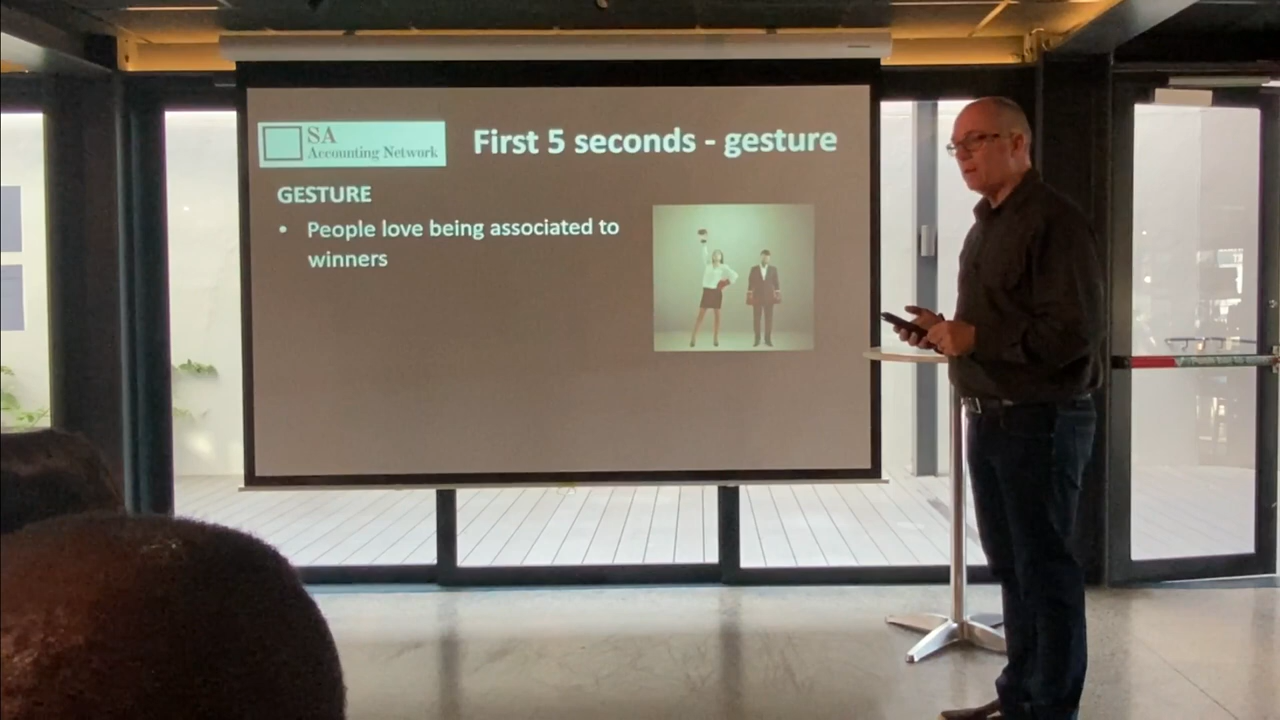 SA
Accounting Network
First 5 seconds - gesture
GESTURE
• People love being associated to
winners